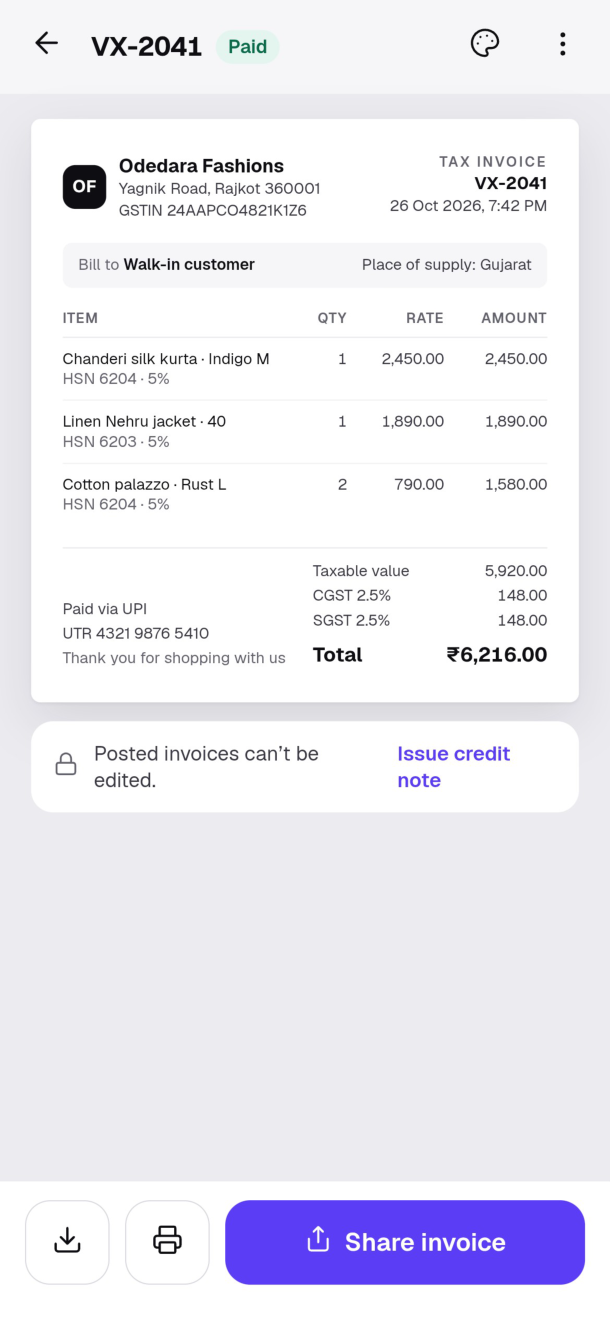 VX-2041 Paid
OF
Odedara Fashions
Yagnik Road, Rajkot 360001
GSTIN 24AAPCO4821K1Z6
TAX INVOICE
VX-2041
26 Oct 2026, 7:42 PM
Bill to Walk-in customer Place of supply: Gujarat
ITEM QTY RATE AMOUNT
Chanderi silk kurta · Indigo M 1 2,450.00 2,450.00
HSN 6204 · 5%
Linen Nehru jacket · 40 1 1,890.00 1,890.00
HSN 6203 · 5%
Cotton palazzo · Rust L 2 790.00 1,580.00
HSN 6204 · 5%
Taxable value 5,920.00
CGST 2.5% 148.00
SGST 2.5% 148.00
Total ₹6,216.00
Paid via UPI
UTR 4321 9876 5410
Thank you for shopping with us
Posted invoices can’t be
edited.
Issue credit
note
Share invoice